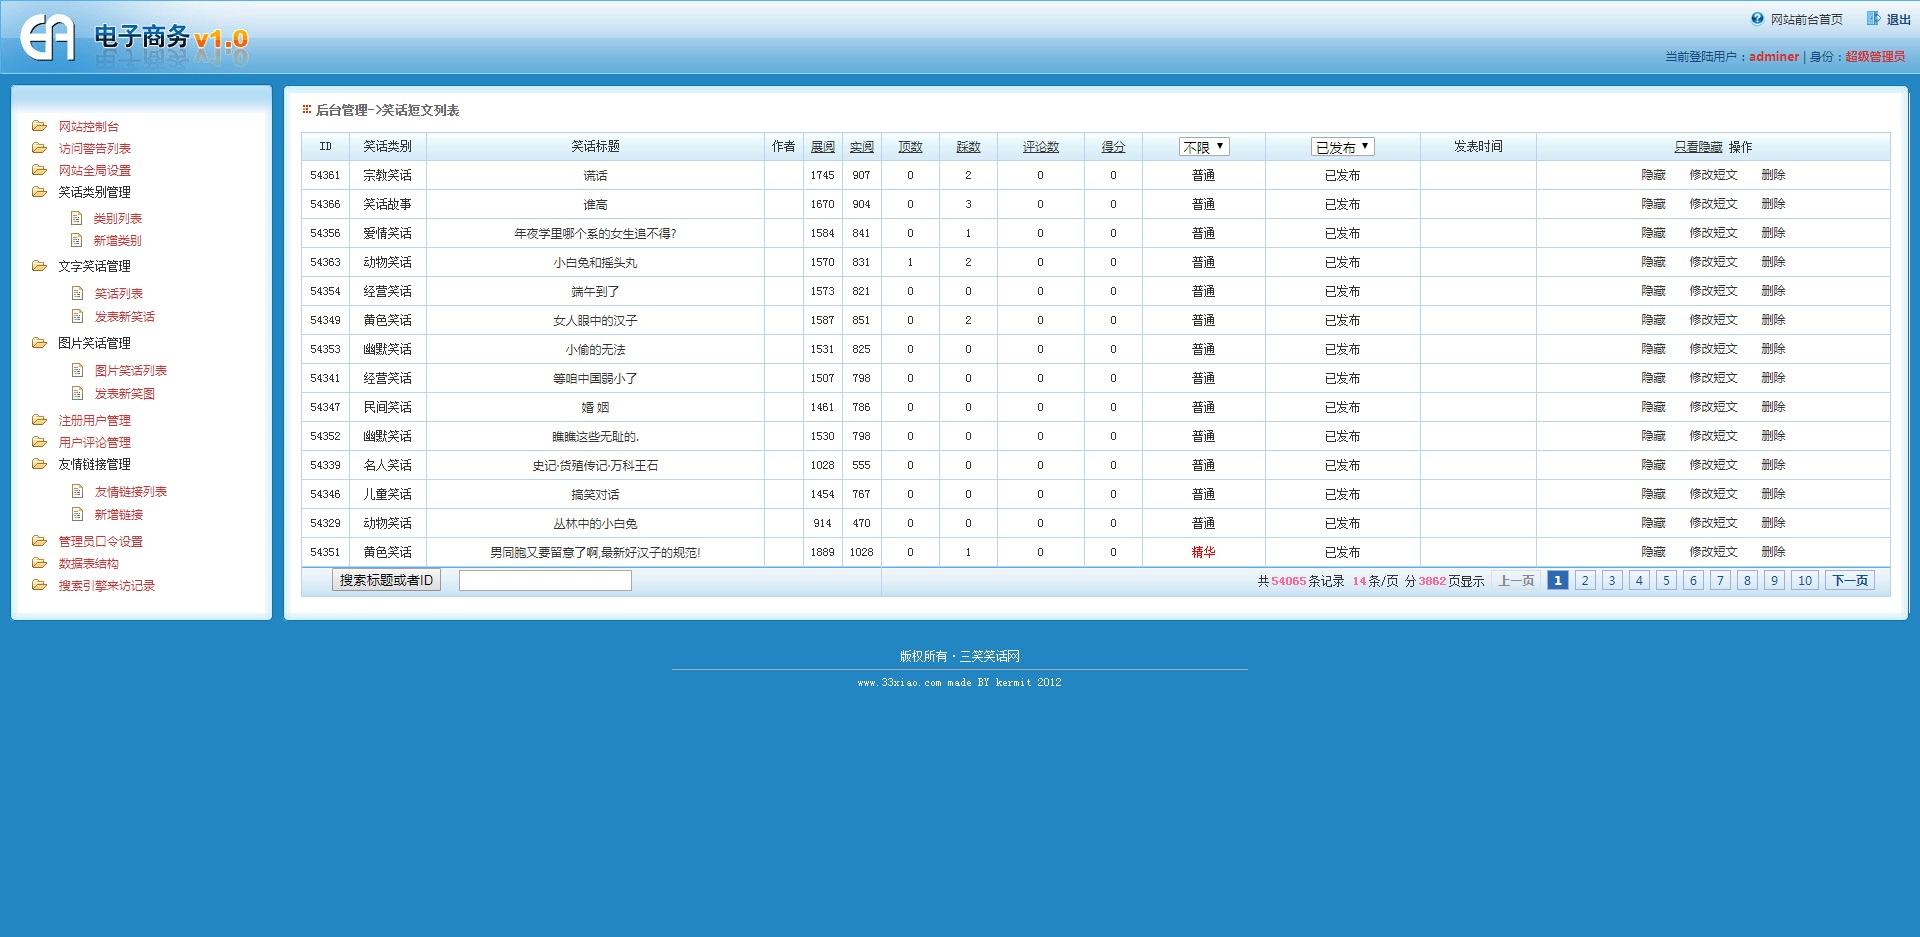 电子商务 v1.0
网站前台首页 退出
当前登陆用户：adminer | 身份：超级管理员
网站控制台
访问警告列表
网站全局设置
笑话类别管理
类别列表
新增类别
文字笑话管理
笑话列表
发表新笑话
图片笑话管理
图片笑话列表
发表新笑图
注册用户管理
用户评论管理
友情链接管理
友情链接列表
新增链接
管理员口令设置
数据表结构
搜索引擎来访记录
后台管理->笑话短文列表
ID 笑话类别 笑话标题 作者 展阅 实阅 顶数 踩数 评论数 得分 不限 已发布 发表时间 只看隐藏 操作
54361 宗教笑话 谎话 1745 907 0 2 0 0 普通 已发布 隐藏 修改短文 删除
54366 笑话故事 谁高 1670 904 0 3 0 0 普通 已发布 隐藏 修改短文 删除
54356 爱情笑话 年夜学里哪个系的女生追不得? 1584 841 0 1 0 0 普通 已发布 隐藏 修改短文 删除
54363 动物笑话 小白兔和摇头丸 1570 831 1 2 0 0 普通 已发布 隐藏 修改短文 删除
54354 经营笑话 端午到了 1573 821 0 0 0 0 普通 已发布 隐藏 修改短文 删除
54349 黄色笑话 女人眼中的汉子 1587 851 0 2 0 0 普通 已发布 隐藏 修改短文 删除
54353 幽默笑话 小偷的无法 1531 825 0 0 0 0 普通 已发布 隐藏 修改短文 删除
54341 经营笑话 等咱中国弱小了 1507 798 0 0 0 0 普通 已发布 隐藏 修改短文 删除
54347 民间笑话 婚 姻 1461 786 0 0 0 0 普通 已发布 隐藏 修改短文 删除
54352 幽默笑话 瞧瞧这些无耻的. 1530 798 0 0 0 0 普通 已发布 隐藏 修改短文 删除
54339 名人笑话 史记·货殖传记·万科王石 1028 555 0 0 0 0 普通 已发布 隐藏 修改短文 删除
54346 儿童笑话 搞笑对话 1454 767 0 0 0 0 普通 已发布 隐藏 修改短文 删除
54329 动物笑话 丛林中的小白兔 914 470 0 0 0 0 普通 已发布 隐藏 修改短文 删除
54351 黄色笑话 男同胞又要留意了啊,最新好汉子的规范! 1889 1028 0 1 0 0 精华 已发布 隐藏 修改短文 删除
搜索标题或者ID 共54065条记录 14条/页 分3862页显示 上一页 1 2 3 4 5 6 7 8 9 10 下一页
版权所有·三笑笑话网
www.33xiao.com made BY kermit 2012